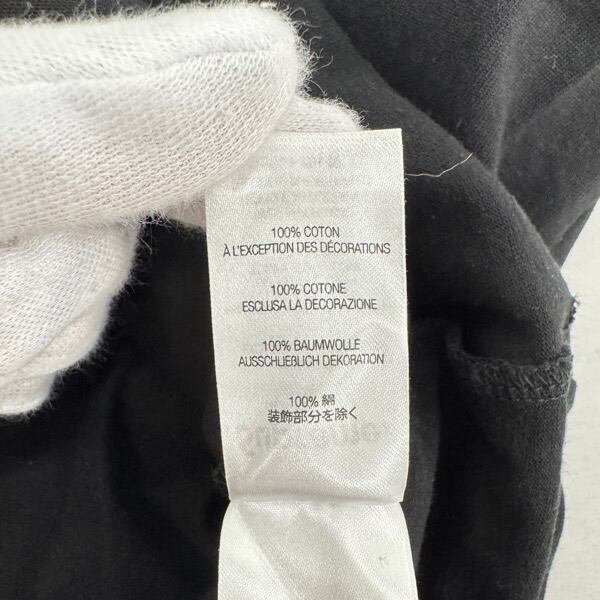 100% COTON
À L'EXCEPTION DES DÉCORATIONS
100% COTONE
ESCLUSA LA DECORAZIONE
100% BAUMWOLLE
AUSSCHLIEßLICH DEKORATION
100% 綿
装飾部分を除く